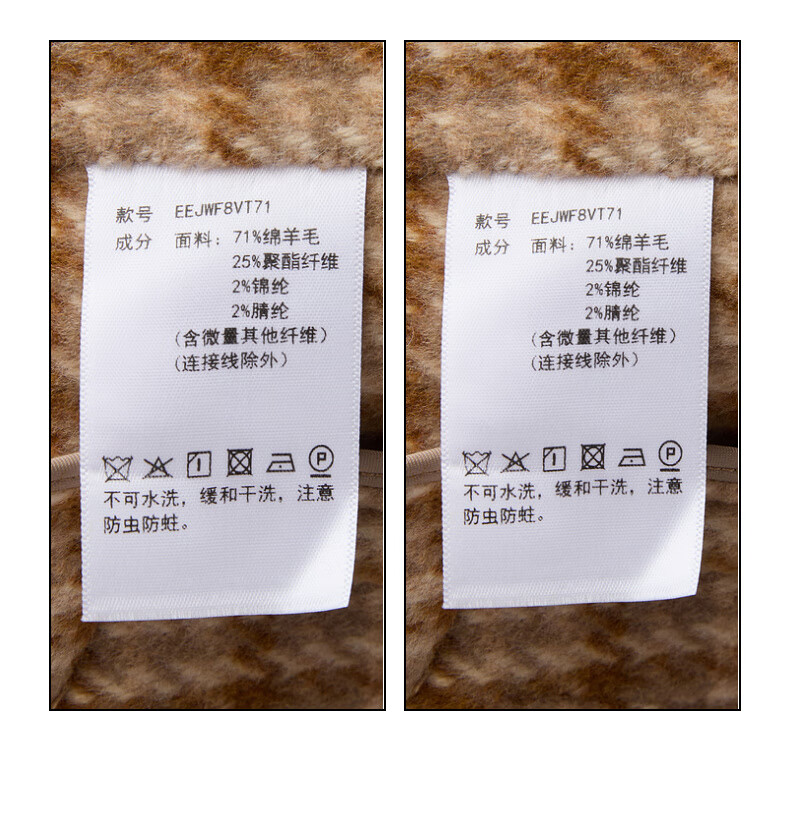 款号 EEJWF8VT71
成分 面料：71%绵羊毛
25%聚酯纤维
2%锦纶
2%腈纶
(含微量其他纤维)
(连接线除外)
P
不可水洗，缓和干洗，注意
防虫防蛀。
款号 EEJWF8VT71
成分 面料：71%绵羊毛
25%聚酯纤维
2%锦纶
2%腈纶
(含微量其他纤维)
(连接线除外)
P
不可水洗，缓和干洗，注意
防虫防蛀。